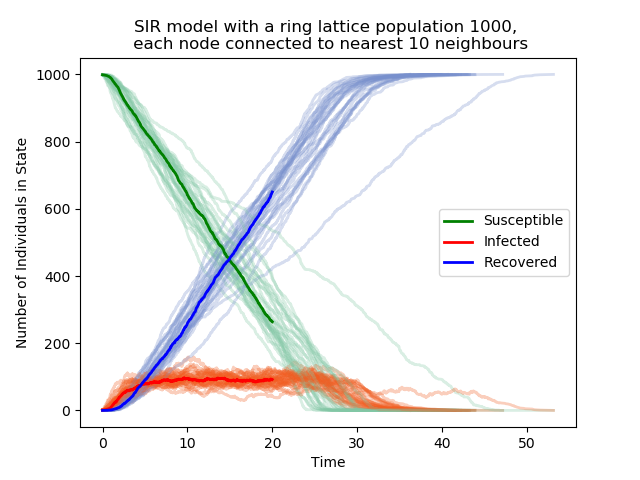 SIR model with a ring lattice population 1000,
each node connected to nearest 10 neighbours
Number of Individuals in State
1000
800
600
400
200
0
Susceptible
Infected
Recovered
0 10 20 30 40 50
Time